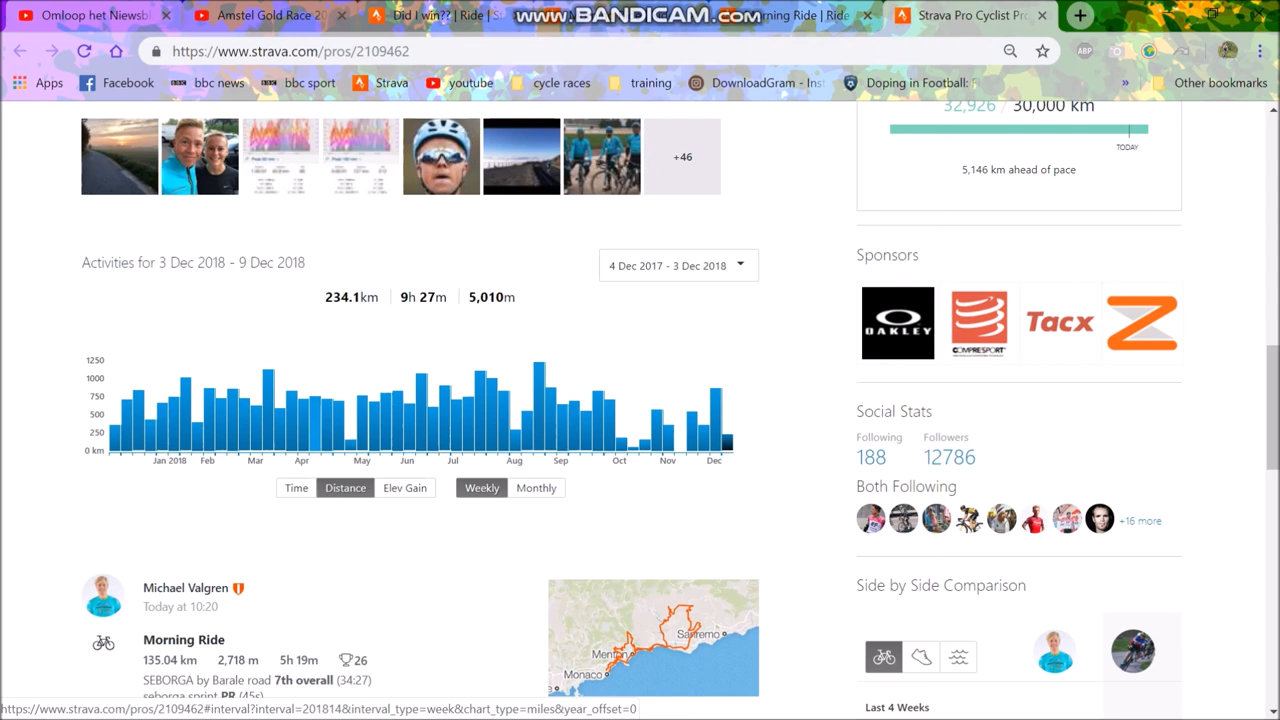 Omloop het Niewsbl
Amstel Gold Race 20
Did I win?? | Ride | S
www.BANDICAM.com
orning Ride | Ride
Strava Pro Cyclist Pro
https://www.strava.com/pros/2109462
ABP
Apps
Facebook
bbc news
bbc sport
Strava
youtube
cycle races
training
DownloadGram - Inst
Doping in Football:
»
Other bookmarks
32,926 / 30,000 km
TODAY
5,146 km ahead of pace
+46
Activities for 3 Dec 2018 - 9 Dec 2018
4 Dec 2017 - 3 Dec 2018
234.1km 9h 27m 5,010m
1250
1000
750
500
250
0 km
Jan 2018 Feb Mar Apr May Jun Jul Aug Sep Oct Nov Dec
Time Distance Elev Gain Weekly Monthly
Sponsors
OAKLEY
COMPRESSPORT
Tacx
Z
Social Stats
Following Followers
188 12786
Both Following
+16 more
Side by Side Comparison
Last 4 Weeks
Michael Valgren
Today at 10:20
Morning Ride
135.04 km 2,718 m 5h 19m 26
SEBORGA by Barale road 7th overall (34:27)
seborga sprint PR (45s)
Sanremo
Menton
Monaco
https://www.strava.com/pros/2109462#interval?interval=201814&interval_type=week&chart_type=miles&year_offset=0